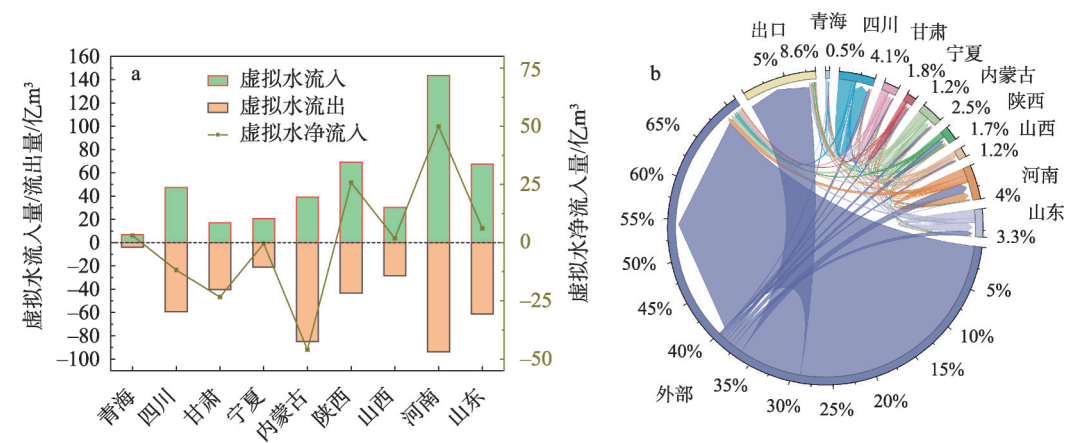 a
虚拟水流入量/流出量/亿m³
160
140
120
100
80
60
40
20
0
−20
−40
−60
−80
−100
虚拟水流入
虚拟水流出
虚拟水净流入
75
50
25
0
−25
−50
虚拟水净流入量/亿m³
青海
四川
甘肃
宁夏
内蒙古
陕西
山西
河南
山东
b
出口
5%
8.6%
青海
0.5%
四川
4.1%
甘肃
1.8%
宁夏
1.2%
内蒙古
2.5%
陕西
1.7%
山西
1.2%
河南
4%
山东
3.3%
5%
10%
15%
20%
25%
30%
35%
外部
40%
45%
50%
55%
60%
65%